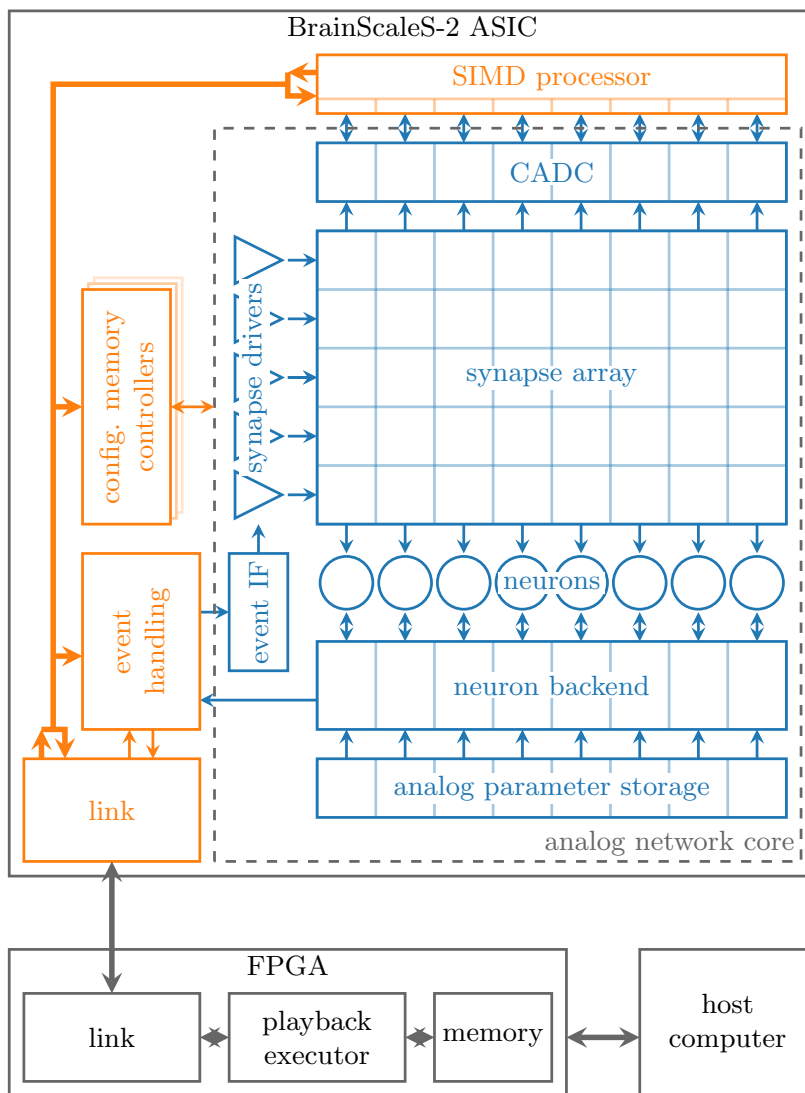 BrainScaleS-2 ASIC
SIMD processor
CADC
synapse drivers
config. memory
controllers
synapse array
neurons
event IF
event
handling
neuron backend
analog parameter storage
link
analog network core
FPGA
link
playback
executor
memory
host
computer